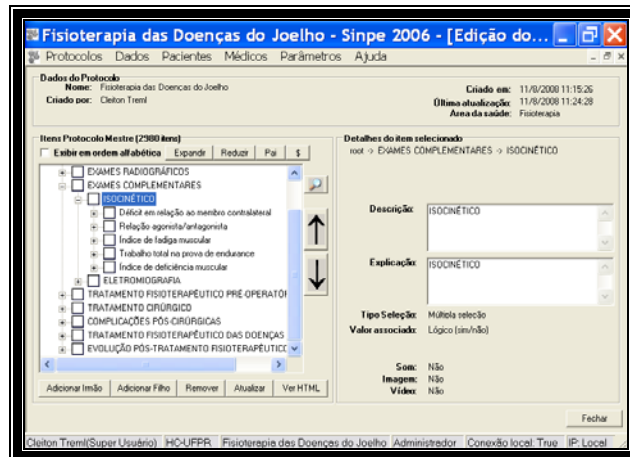 Fisioterapia das Doenças do Joelho - Sinpe 2006 - [Edição do...
Protocolos Dados Pacientes Médicos Parâmetros Ajuda
Dados do Protocolo
Nome: Fisioterapia das Doenças do Joelho
Criado por: Cleiton Treml
Criado em: 11/8/2008 11:15:26
Última atualização: 11/8/2008 11:24:28
Área da saúde: Fisioterapia
Itens Protocolo Mestre (2980 itens)
Exibir em ordem alfabética Expandir Reduzir Pai $
EXAMES RADIOGRÁFICOS
EXAMES COMPLEMENTARES
ISOCINÉTICO
Déficit em relação ao membro contralateral
Relação agonista/antagonista
Índice de fadiga muscular
Trabalho total na prova de endurance
Índice de deficiência muscular
ELETROMIOGRAFIA
TRATAMENTO FISIOTERAPÊUTICO PRÉ-OPERATÓR
TRATAMENTO CIRÚRGICO
COMPLICAÇÕES PÓS-CIRÚRGICAS
TRATAMENTO FISIOTERAPÊUTICO DAS DOENÇAS
EVOLUÇÃO PÓS-TRATAMENTO FISIOTERAPÊUTICO
Adicionar Irmão Adicionar Filho Remover Atualizar Ver HTML
Detalhes do item selecionado
root -> EXAMES COMPLEMENTARES -> ISOCINÉTICO
Descrição: ISOCINÉTICO
Explicação: ISOCINÉTICO
Tipo Seleção: Múltipla seleção
Valor associado: Lógico (sim/não)
Som: Não
Imagem: Não
Vídeo: Não
Fechar
Cleiton Treml(Super Usuário) HC-UFPR Fisioterapia das Doenças do Joelho Administrador Conexão local: True IP: Local